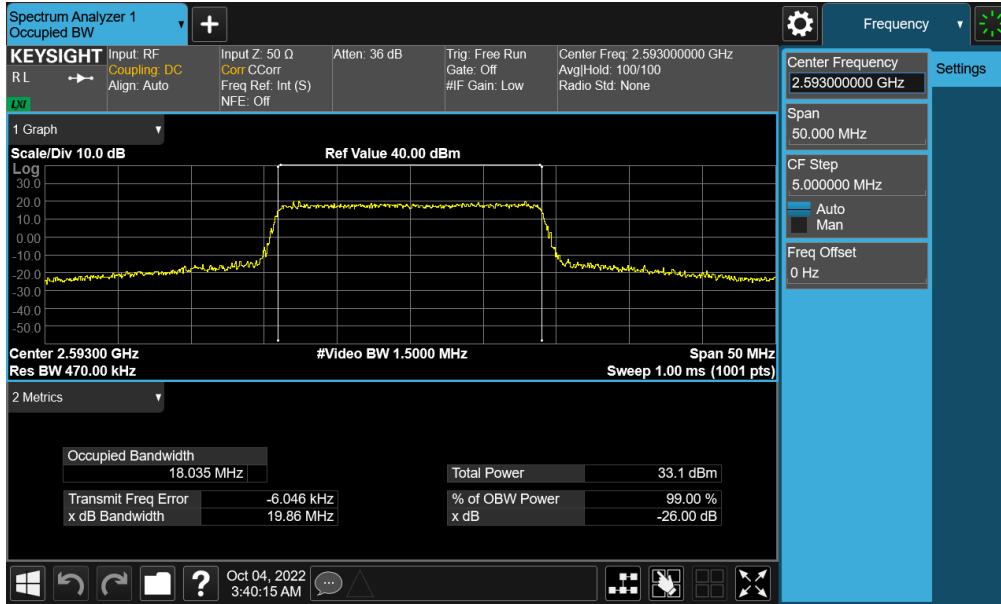 Spectrum Analyzer 1
Occupied BW
Frequency
KEYSIGHT
R L
LXI
Input: RF
Coupling: DC
Align: Auto
Input Z: 50 Ω
Corr CCorr
Freq Ref: Int (S)
NFE: Off
Atten: 36 dB
Trig: Free Run
Gate: Off
#IF Gain: Low
Center Freq: 2.593000000 GHz
Avg|Hold: 100/100
Radio Std: None
Center Frequency
2.593000000 GHz
Settings
Span
50.000 MHz
CF Step
5.000000 MHz
Auto
Man
Freq Offset
0 Hz
1 Graph
Scale/Div 10.0 dB
Ref Value 40.00 dBm
Log
30.0
20.0
10.0
0.00
-10.0
-20.0
-30.0
-40.0
-50.0
Center 2.59300 GHz
#Video BW 1.5000 MHz
Span 50 MHz
Res BW 470.00 kHz
Sweep 1.00 ms (1001 pts)
2 Metrics
Occupied Bandwidth
18.035 MHz
Total Power 33.1 dBm
Transmit Freq Error -6.046 kHz
% of OBW Power 99.00 %
x dB Bandwidth 19.86 MHz
x dB -26.00 dB
?
Oct 04, 2022
3:40:15 AM